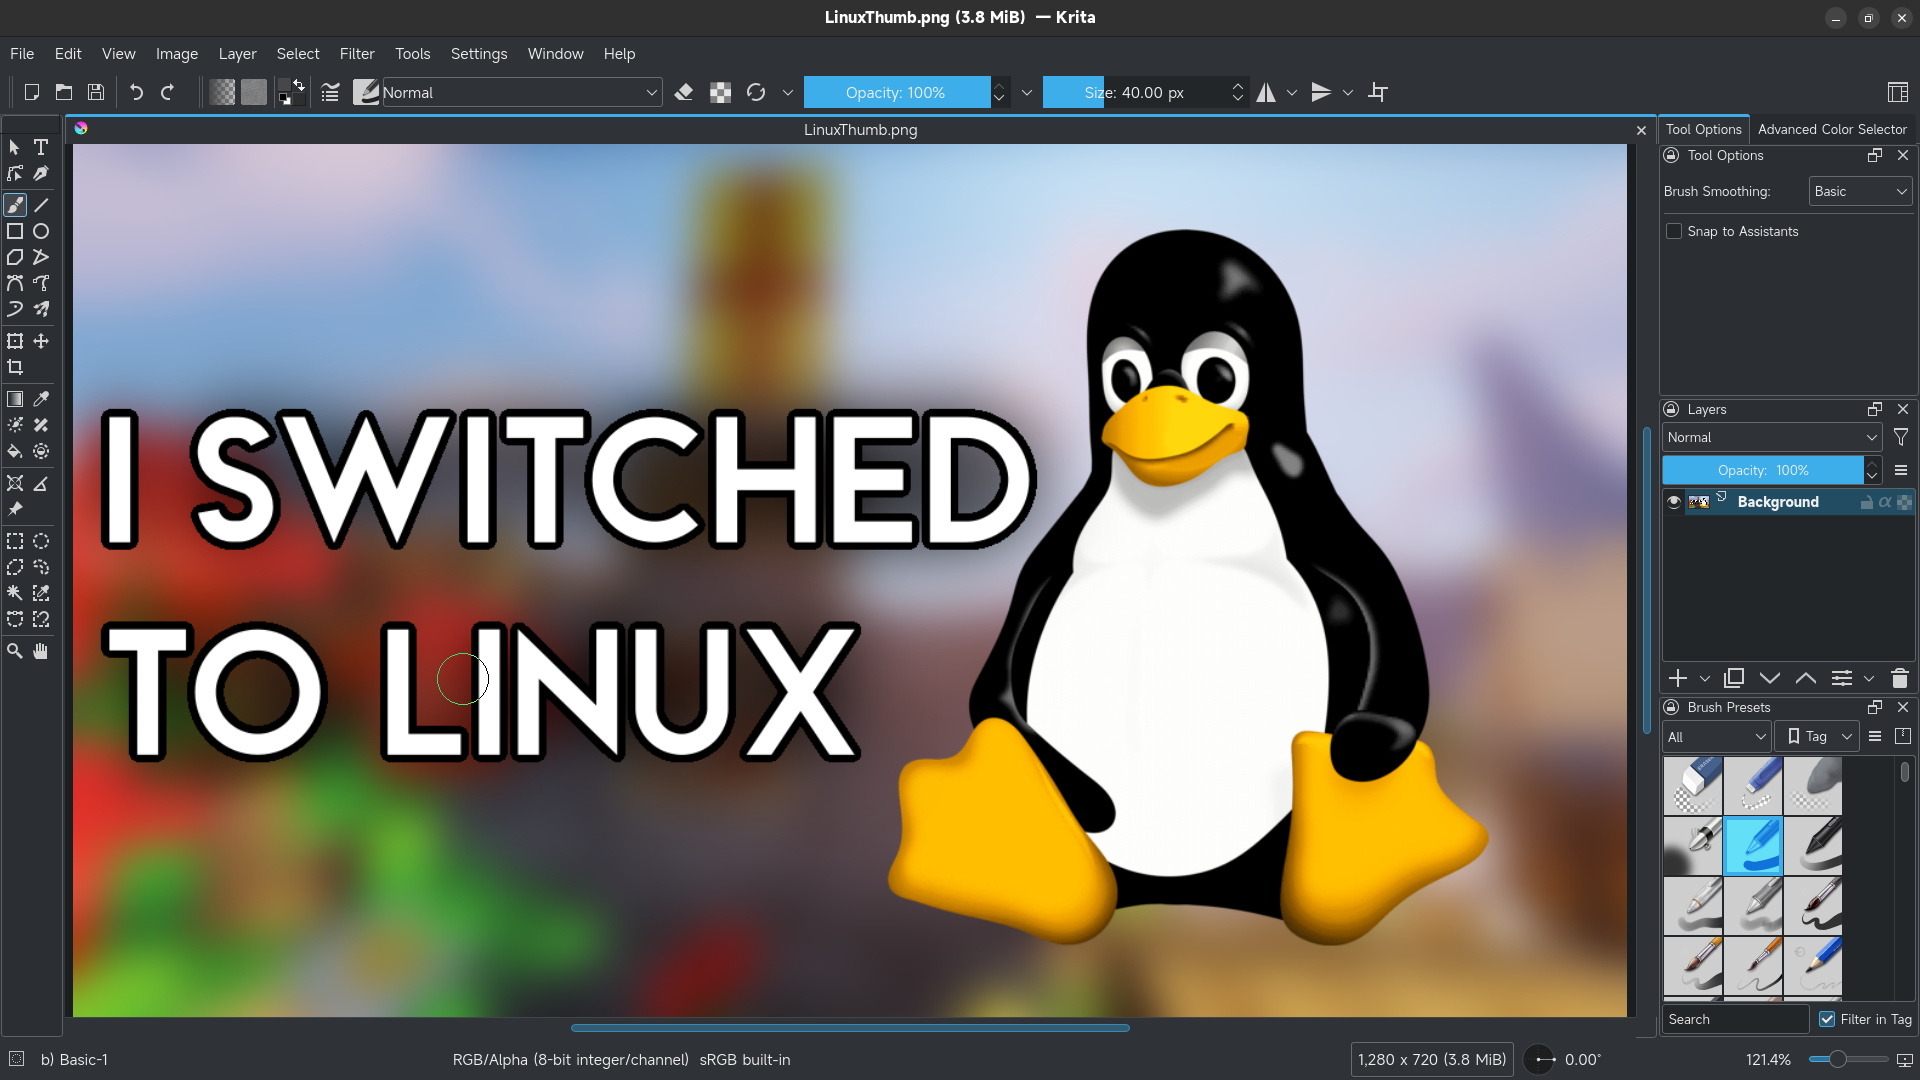 LinuxThumb.png (3.8 MiB) — Krita
File Edit View Image Layer Select Filter Tools Settings Window Help
Normal Opacity: 100% Size: 40.00 px
LinuxThumb.png
Tool Options Advanced Color Selector
Tool Options
Brush Smoothing: Basic
Snap to Assistants
I SWITCHED
TO LINUX
Layers
Normal
Opacity: 100%
Background
Brush Presets
All Tag
Search Filter in Tag
b) Basic-1 RGB/Alpha (8-bit integer/channel) sRGB built-in 1,280 x 720 (3.8 MiB) 0.00° 121.4%